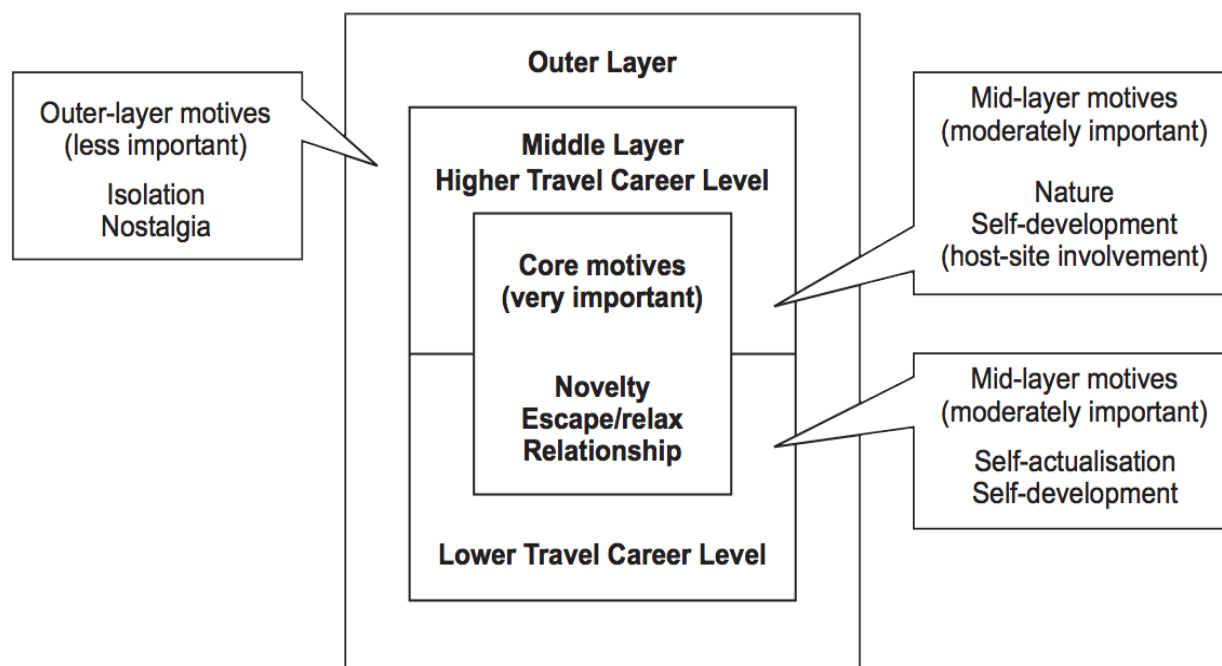 Outer Layer
Outer-layer motives
(less important)
Isolation
Nostalgia
Middle Layer
Higher Travel Career Level
Core motives
(very important)
Novelty
Escape/relax
Relationship
Lower Travel Career Level
Mid-layer motives
(moderately important)
Nature
Self-development
(host-site involvement)
Mid-layer motives
(moderately important)
Self-actualisation
Self-development